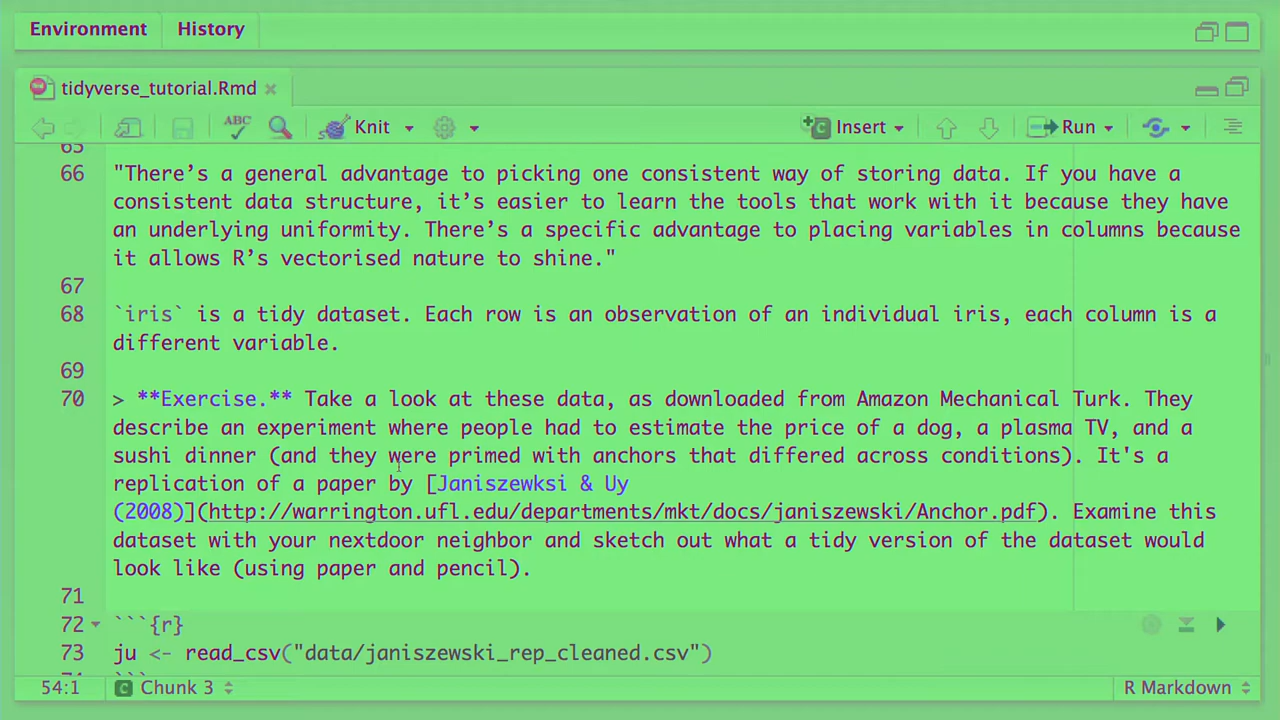 Environment History
tidyverse_tutorial.Rmd
ABC Knit Insert Run
65
66 "There’s a general advantage to picking one consistent way of storing data. If you have a
consistent data structure, it’s easier to learn the tools that work with it because they have
an underlying uniformity. There’s a specific advantage to placing variables in columns because
it allows R’s vectorised nature to shine."
67
68 `iris` is a tidy dataset. Each row is an observation of an individual iris, each column is a
different variable.
69
70 > **Exercise.** Take a look at these data, as downloaded from Amazon Mechanical Turk. They
describe an experiment where people had to estimate the price of a dog, a plasma TV, and a
sushi dinner (and they were primed with anchors that differed across conditions). It's a
replication of a paper by [Janiszewksi & Uy
(2008)](http://warrington.ufl.edu/departments/mkt/docs/janiszewski/Anchor.pdf). Examine this
dataset with your nextdoor neighbor and sketch out what a tidy version of the dataset would
look like (using paper and pencil).
71
72 ```{r}
73 ju <- read_csv("data/janiszewski_rep_cleaned.csv")
74 ```
54:1 Chunk 3 R Markdown